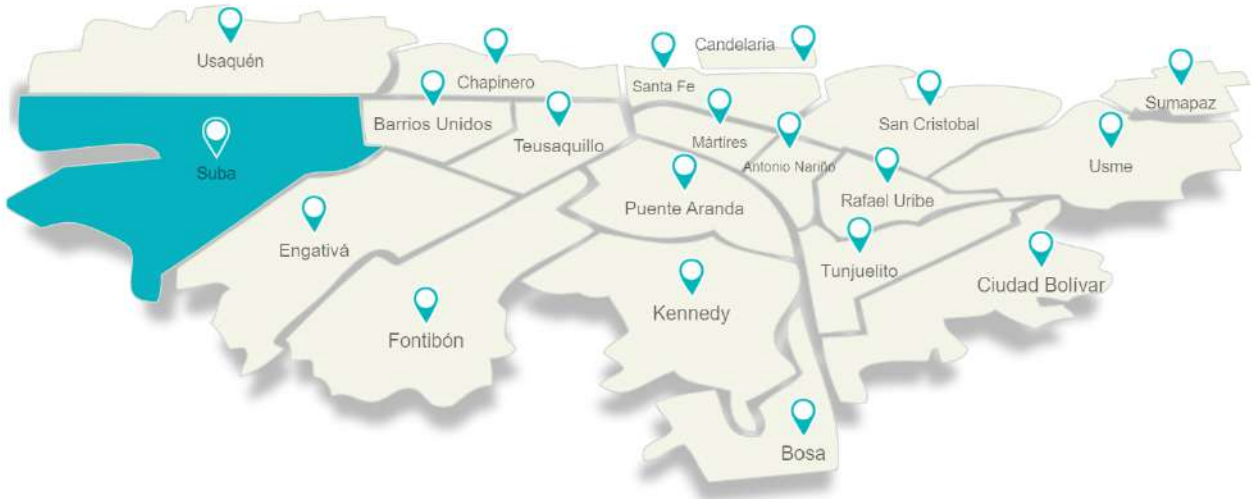 Usaquén
Chapinero
Santa Fe
Candelaria
Sumapaz
Suba
Barrios Unidos
Teusaquillo
Mártires
Antonio Nariño
San Cristobal
Usme
Engativá
Puente Aranda
Rafael Uribe
Tunjuelito
Ciudad Bolívar
Fontibón
Kennedy
Bosa